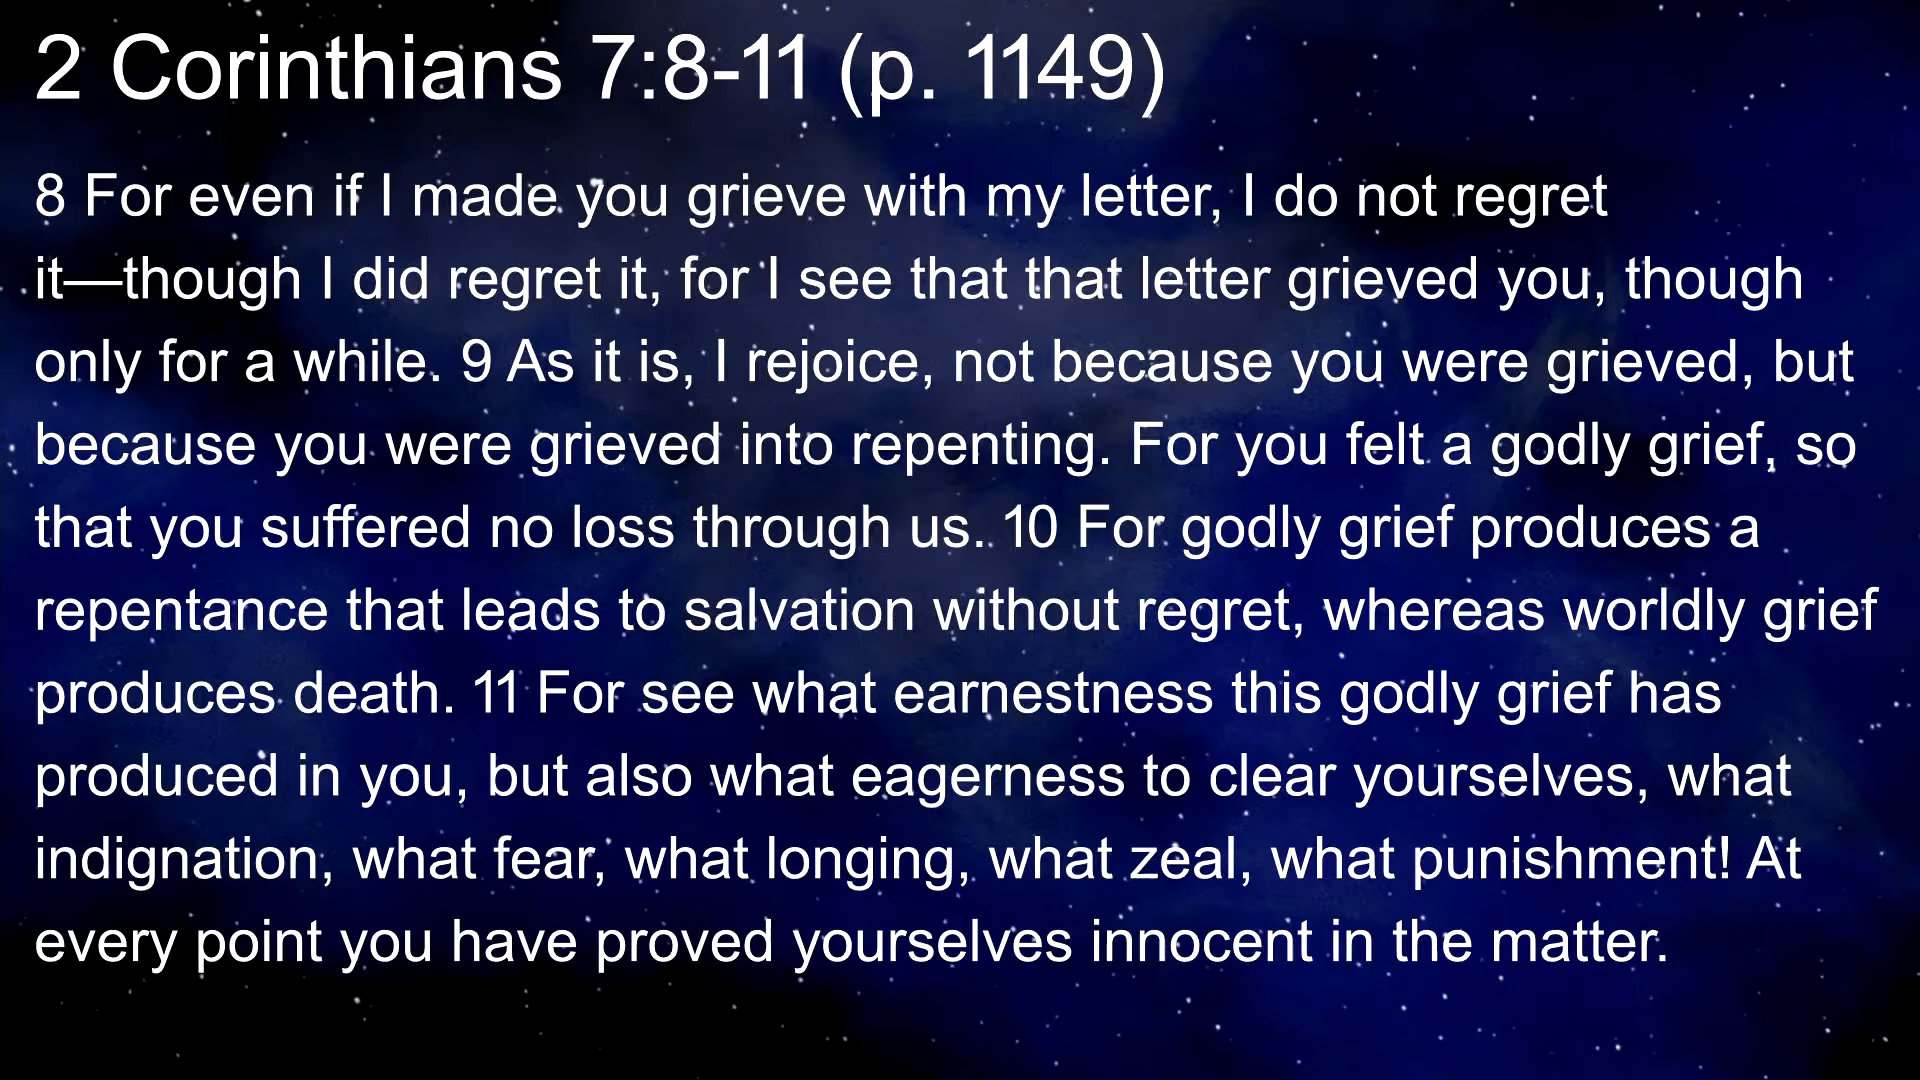 2 Corinthians 7:8-11 (p. 1149)
8 For even if I made you grieve with my letter, I do not regret
it—though I did regret it, for I see that that letter grieved you, though
only for a while. 9 As it is, I rejoice, not because you were grieved, but
because you were grieved into repenting. For you felt a godly grief, so
that you suffered no loss through us. 10 For godly grief produces a
repentance that leads to salvation without regret, whereas worldly grief
produces death. 11 For see what earnestness this godly grief has
produced in you, but also what eagerness to clear yourselves, what
indignation, what fear, what longing, what zeal, what punishment! At
every point you have proved yourselves innocent in the matter.